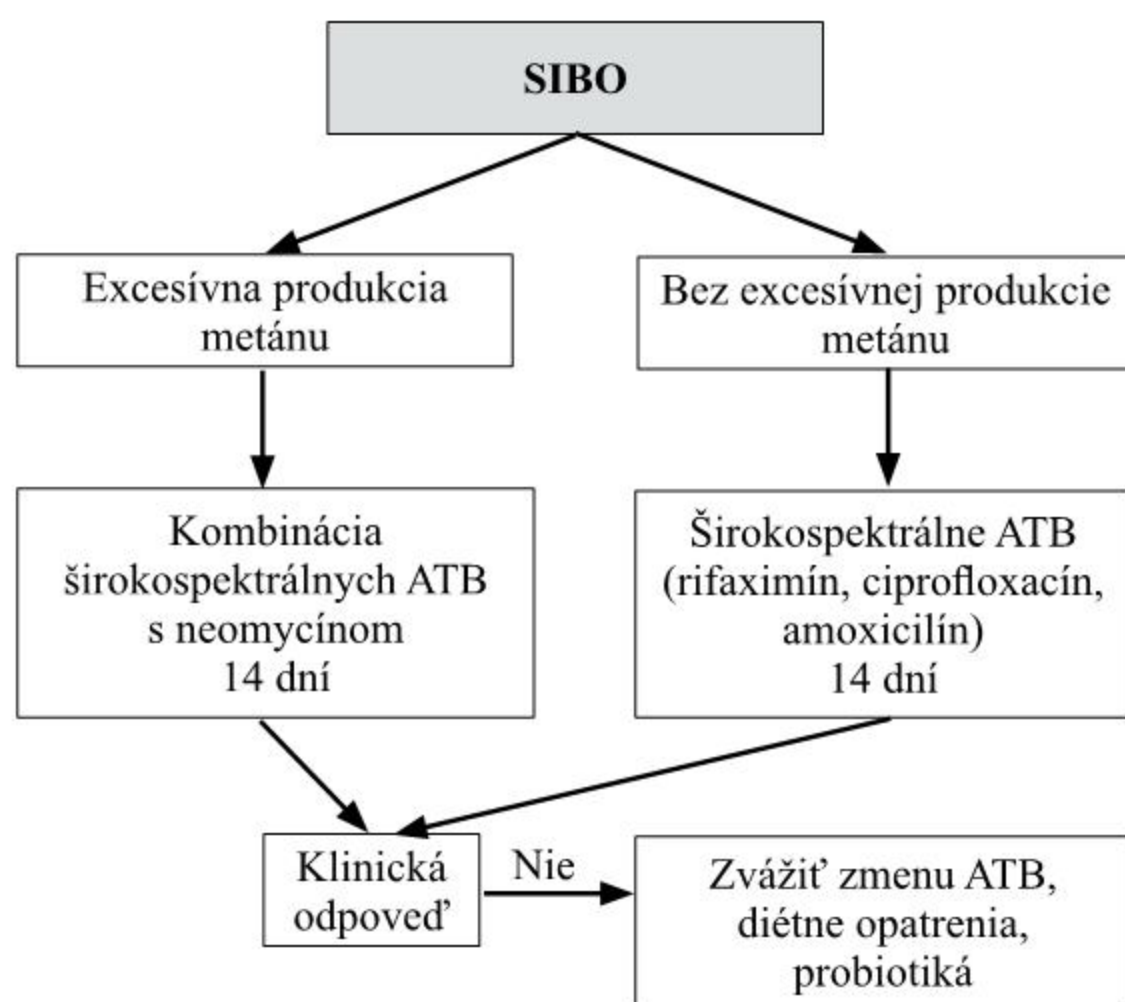 SIBO
Excesívna produkcia
metánu
Bez excesívnej produkcie
metánu
Kombinácia
širokospektrálnych ATB
s neomycínom
14 dní
Širokospektrálne ATB
(rifaximín, ciprofloxacín,
amoxicilín)
14 dní
Klinická
odpoveď
Nie
Zvážiť zmenu ATB,
diétne opatrenia,
probiotiká